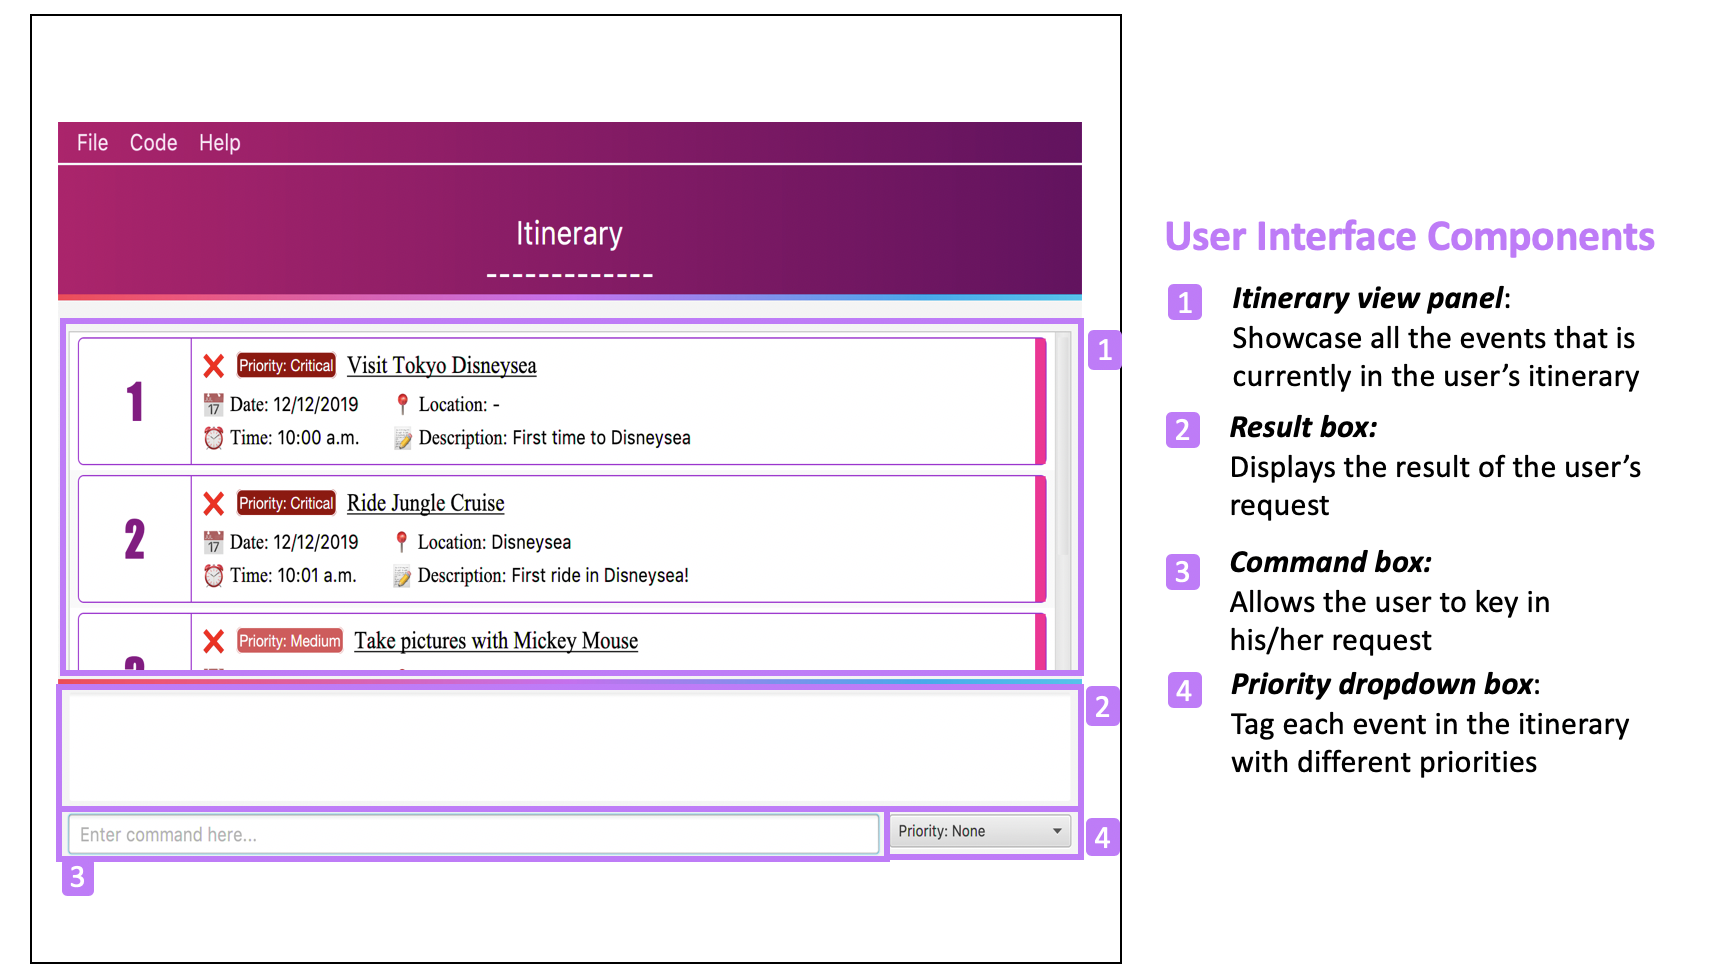 File Code Help
Itinerary
-------------
1
1
Priority: Critical Visit Tokyo Disneysea
17 Date: 12/12/2019 Location: -
Time: 10:00 a.m. Description: First time to Disneysea
2
Priority: Critical Ride Jungle Cruise
17 Date: 12/12/2019 Location: Disneysea
Time: 10:01 a.m. Description: First ride in Disneysea!
Priority: Medium Take pictures with Mickey Mouse
2
Enter command here...
Priority: None
4
3
User Interface Components
1 Itinerary view panel:
Showcase all the events that is
currently in the user’s itinerary
2 Result box:
Displays the result of the user’s
request
3 Command box:
Allows the user to key in
his/her request
4 Priority dropdown box:
Tag each event in the itinerary
with different priorities